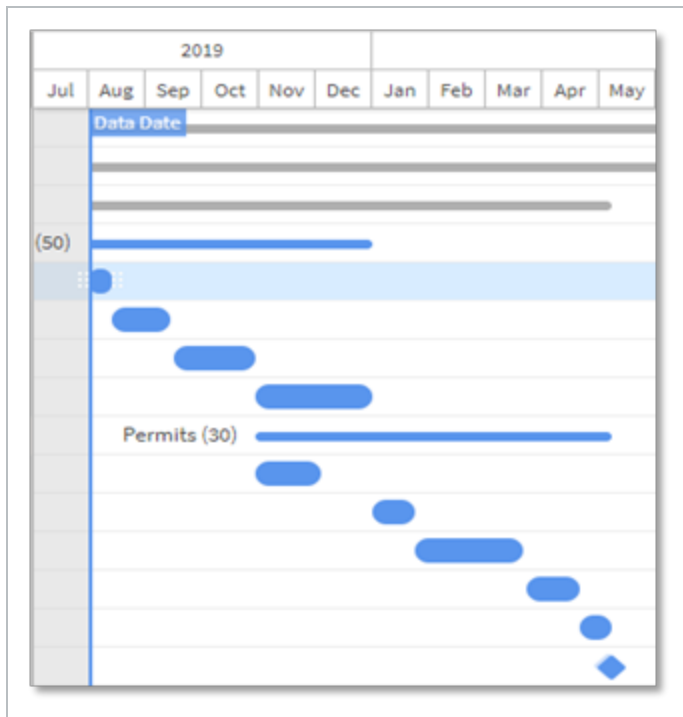 2019
Jul Aug Sep Oct Nov Dec Jan Feb Mar Apr May
Data Date
(50)
Permits (30)